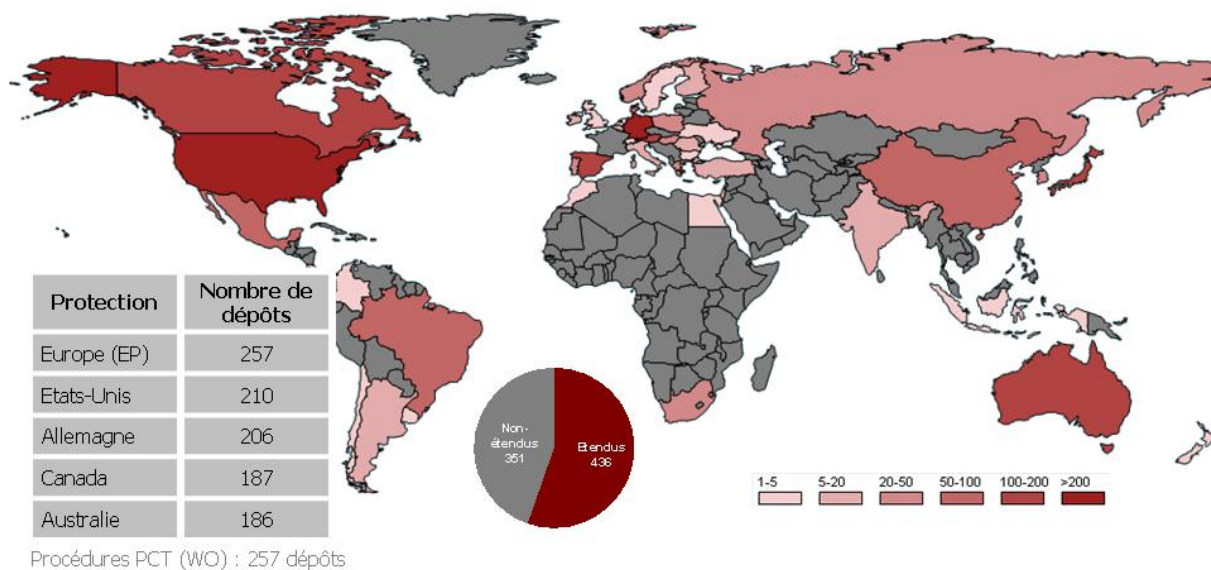 Protection Nombre de
dépôts
Europe (EP) 257
Etats-Unis 210
Allemagne 206
Canada 187
Australie 186
Procédures PCT (WO) : 257 dépôts
Non-
étendus
351
Etendus
436
1-5 5-20 20-50 50-100 100-200 >200